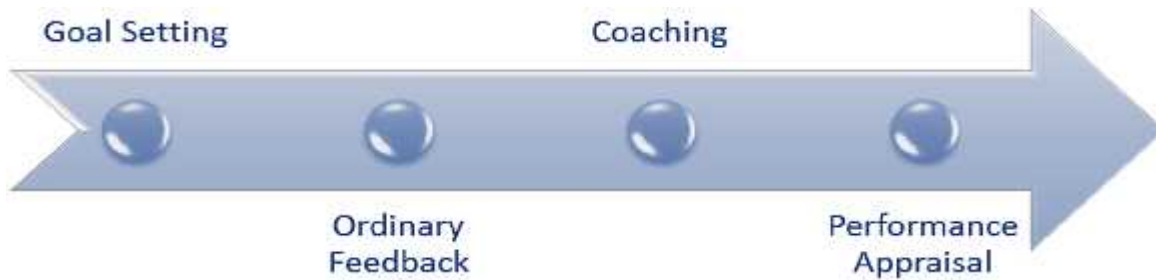 Goal Setting
Coaching
Ordinary
Feedback
Performance
Appraisal